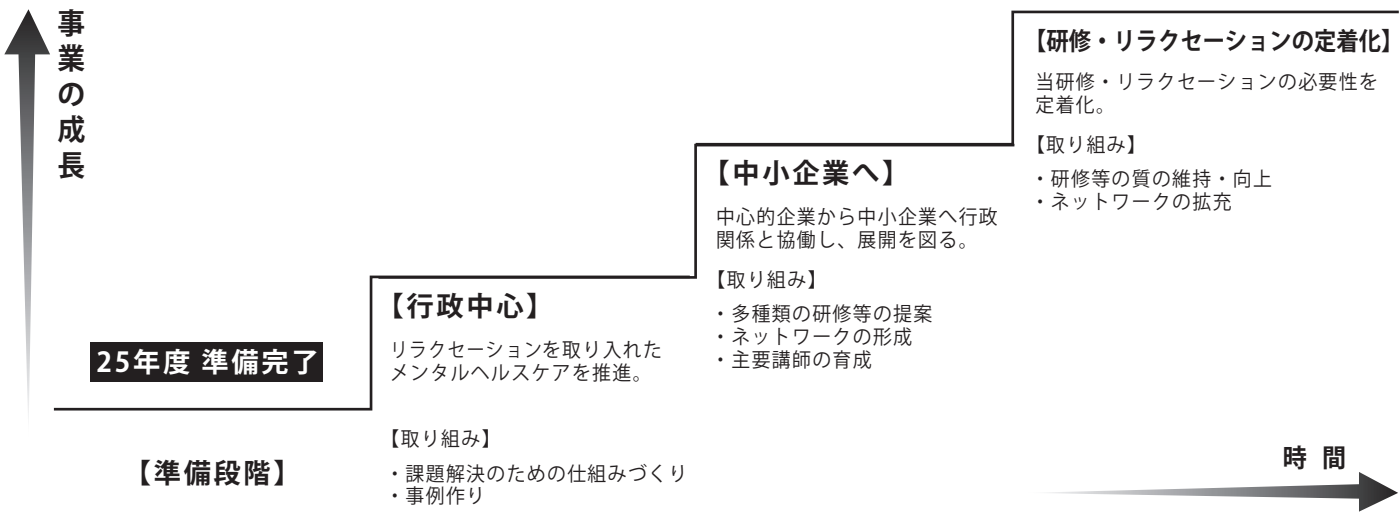 事業の成長
25年度 準備完了
【準備段階】
【行政中心】
リラクセーションを取り入れた
メンタルヘルスケアを推進。
【取り組み】
・課題解決のための仕組みづくり
・事例作り
【中小企業へ】
中心的企業から中小企業へ行政
関係と協働し、展開を図る。
【取り組み】
・多種類の研修等の提案
・ネットワークの形成
・主要講師の育成
【研修・リラクセーションの定着化】
当研修・リラクセーションの必要性を
定着化。
【取り組み】
・研修等の質の維持・向上
・ネットワークの拡充
時 間